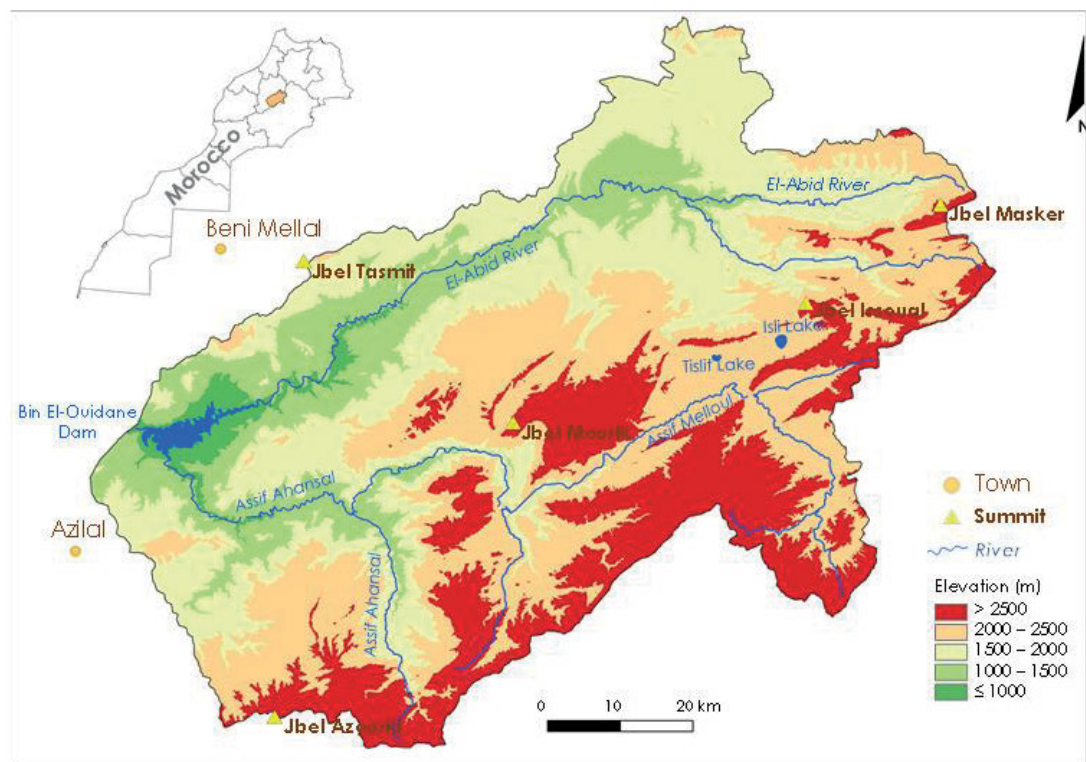 Morocco
Beni Mellal
Jbel Tasmit
El-Abid River
El-Abid River
Jbel Masker
Isli Lake
Tislit Lake
Bin El-Ouidane
Dam
Assif Melloul
Assif Ahansal
Azilal
Assif Ahansal
Town
Summit
River
Elevation (m)
> 2500
2000 – 2500
1500 – 2000
1000 – 1500
≤ 1000
0 10 20 km
Jbel
Jbel
Jbel
N